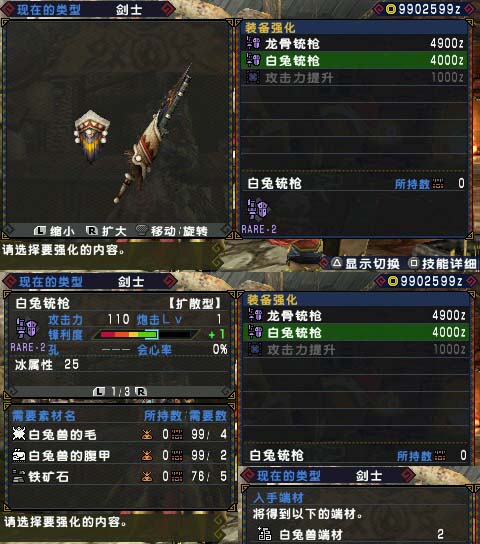 现在的类型 剑士
9902599z
装备强化
龙骨铳枪 4900z
白兔铳枪 4000z
攻击力提升 1000z
白兔铳枪 所持数 0
RARE-2
L 缩小 R 扩大 移动:旋转
请选择要强化的内容。
△显示切换 □技能详细
现在的类型 剑士
9902599z
白兔铳枪 【扩散型】
攻击力 110 炮击Lv 1
锋利度 +1
RARE-2
孔 --- 会心率 0%
冰属性 25
L 1/3 R
需要素材名 所持数:需要数
白兔兽的毛 0 99/ 4
白兔兽的腹甲 0 99/ 2
铁矿石 0 76/ 5
请选择要强化的内容。
装备强化
龙骨铳枪 4900z
白兔铳枪 4000z
攻击力提升 1000z
白兔铳枪 所持数 0
现在的类型 剑士
入手端材
将得到以下的端材。
白兔兽端材 2